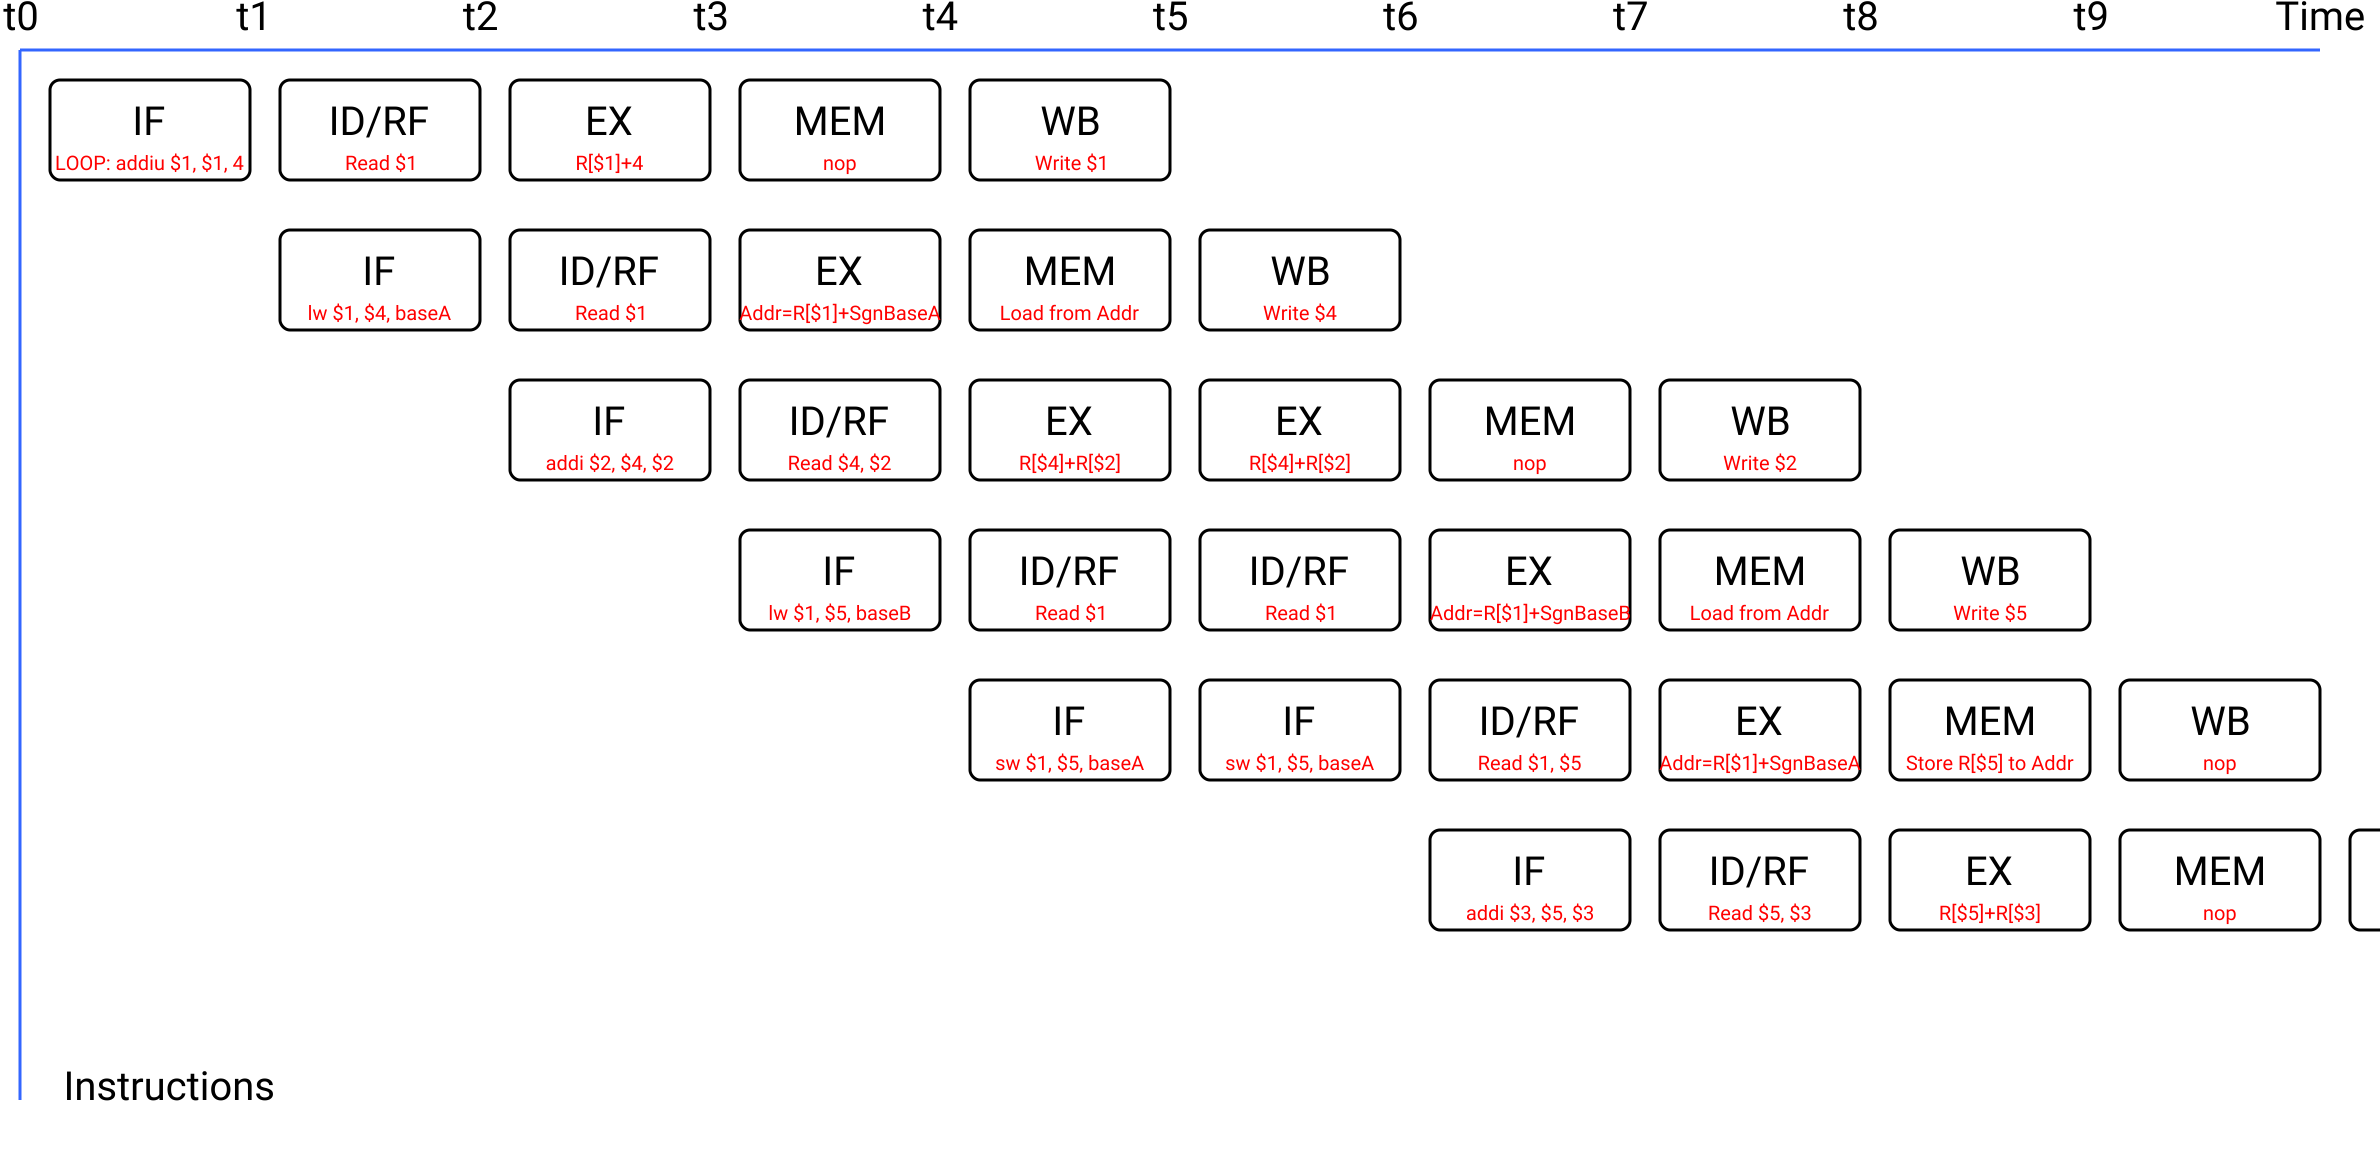 t0 t1 t2 t3 t4 t5 t6 t7 t8 t9 Time
IF ID/RF EX MEM WB
LOOP: addiu $1, $1, 4 Read $1 R[$1]+4 nop Write $1
IF ID/RF EX MEM WB
lw $1, $4, baseA Read $1 Addr=R[$1]+SgnBaseA Load from Addr Write $4
IF ID/RF EX EX MEM WB
addi $2, $4, $2 Read $4, $2 R[$4]+R[$2] R[$4]+R[$2] nop Write $2
IF ID/RF ID/RF EX MEM WB
lw $1, $5, baseB Read $1 Read $1 Addr=R[$1]+SgnBaseB Load from Addr Write $5
IF IF ID/RF EX MEM WB
sw $1, $5, baseA sw $1, $5, baseA Read $1, $5 Addr=R[$1]+SgnBaseA Store R[$5] to Addr nop
IF ID/RF EX MEM
addi $3, $5, $3 Read $5, $3 R[$5]+R[$3] nop
Instructions